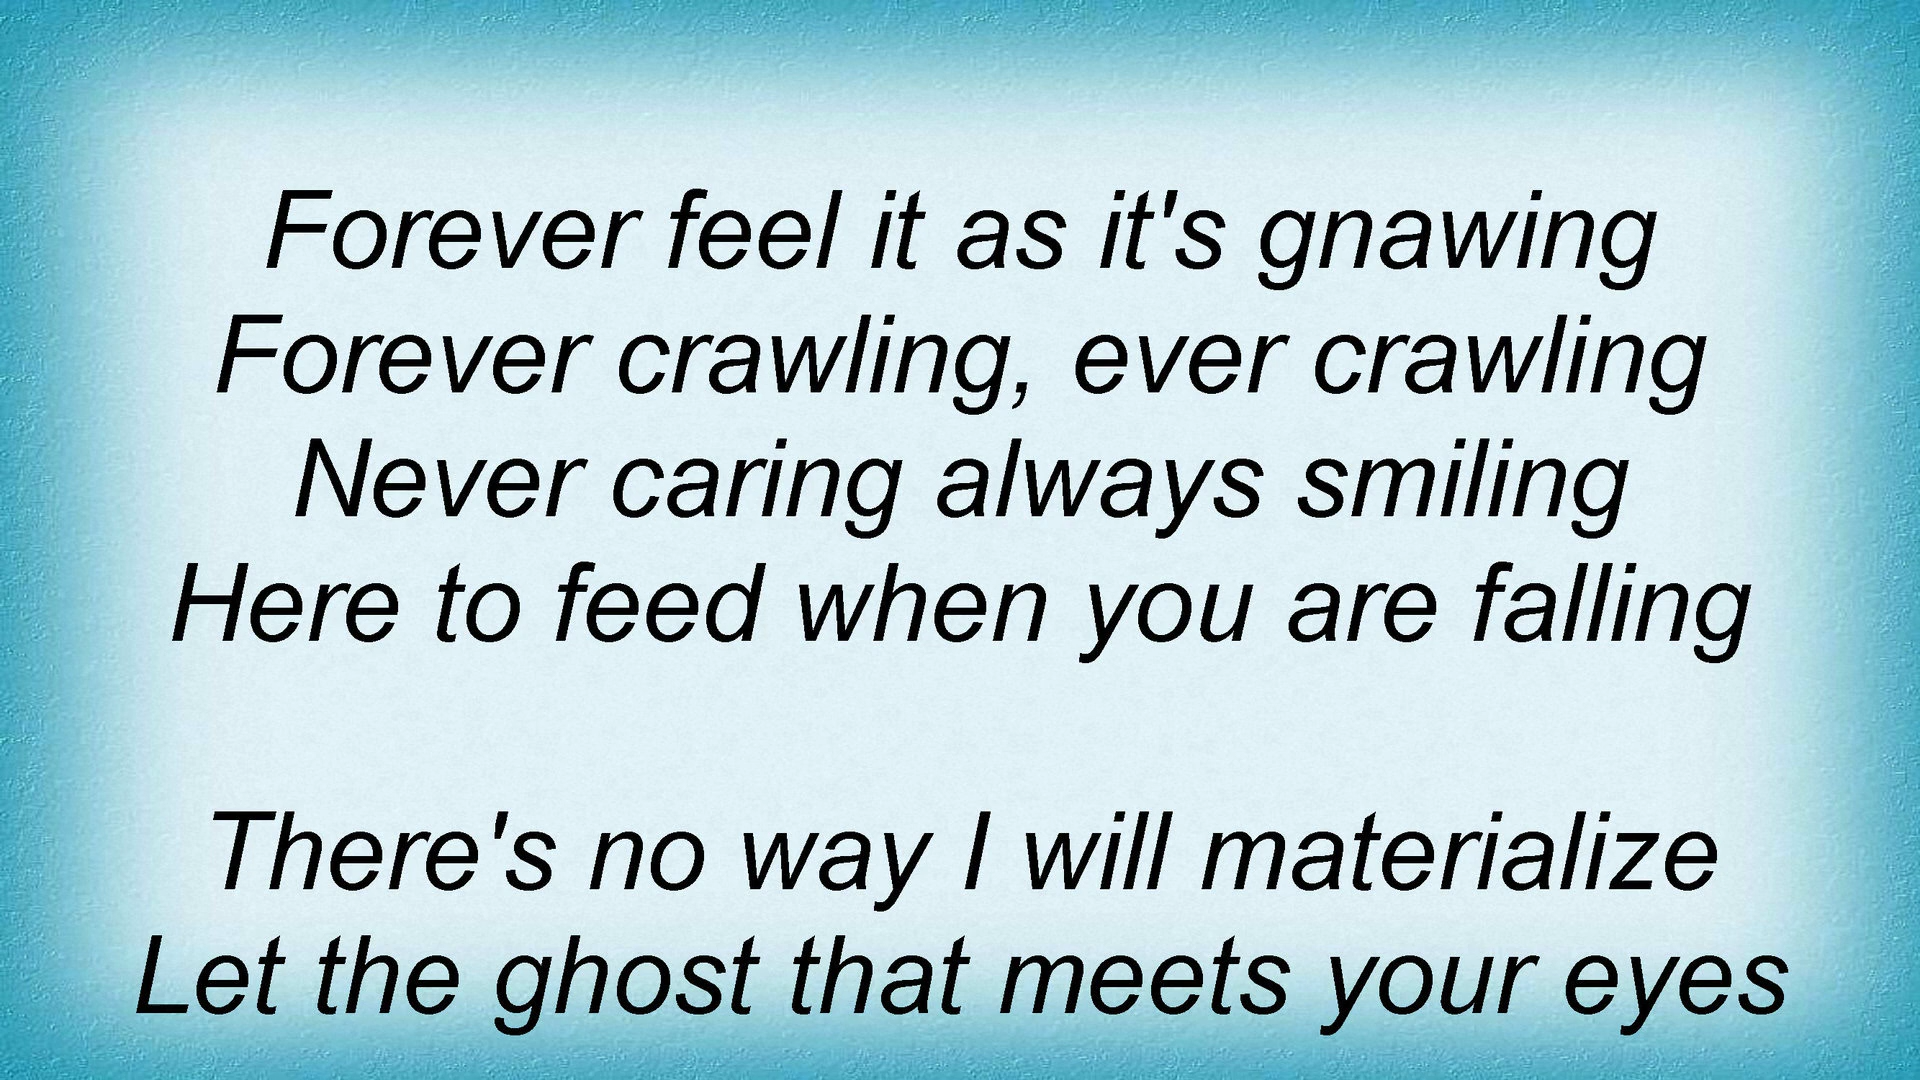 Forever feel it as it's gnawing
Forever crawling, ever crawling
Never caring always smiling
Here to feed when you are falling
There's no way I will materialize
Let the ghost that meets your eyes